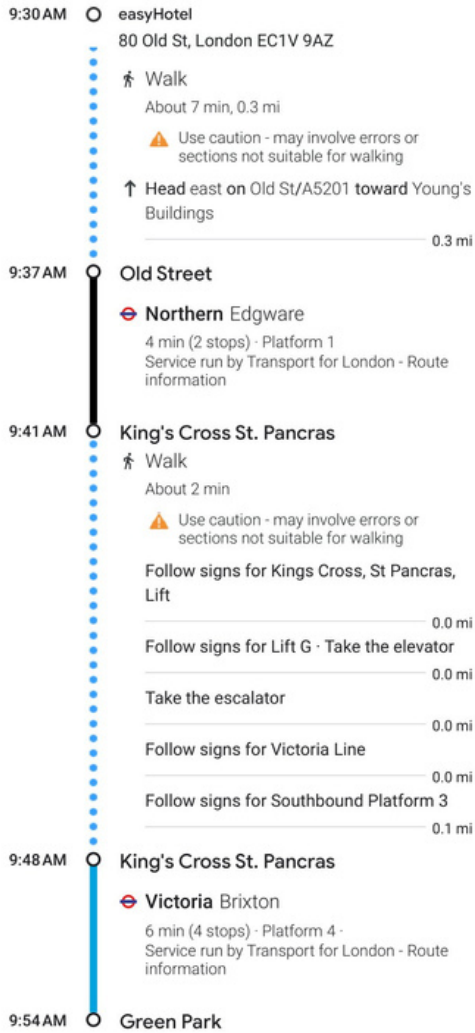 9:30 AM easyHotel
80 Old St, London EC1V 9AZ
Walk
About 7 min, 0.3 mi
Use caution - may involve errors or
sections not suitable for walking
Head east on Old St/A5201 toward Young's
Buildings
0.3 mi
9:37 AM Old Street
Northern Edgware
4 min (2 stops) · Platform 1
Service run by Transport for London - Route
information
9:41 AM King's Cross St. Pancras
Walk
About 2 min
Use caution - may involve errors or
sections not suitable for walking
Follow signs for Kings Cross, St Pancras,
Lift
0.0 mi
Follow signs for Lift G · Take the elevator
0.0 mi
Take the escalator
0.0 mi
Follow signs for Victoria Line
0.0 mi
Follow signs for Southbound Platform 3
0.1 mi
9:48 AM King's Cross St. Pancras
Victoria Brixton
6 min (4 stops) · Platform 4 ·
Service run by Transport for London - Route
information
9:54 AM Green Park